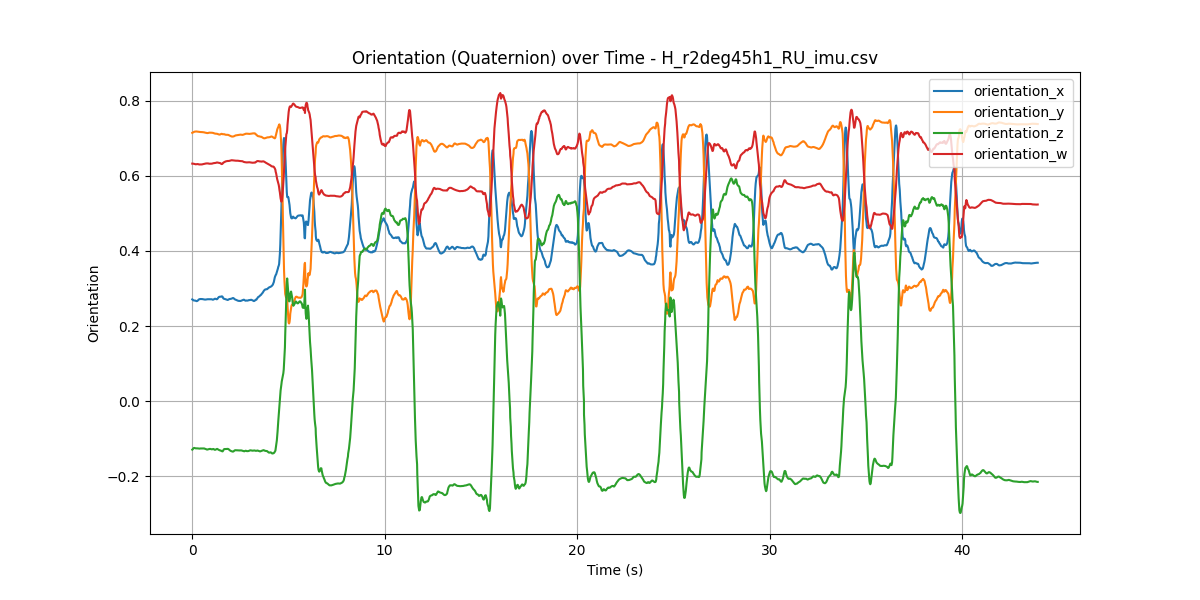 Orientation (Quaternion) over Time - H_r2deg45h1_RU_imu.csv
orientation_x
orientation_y
orientation_z
orientation_w
Orientation
0.8
0.6
0.4
0.2
0.0
−0.2
0
10
20
30
40
Time (s)